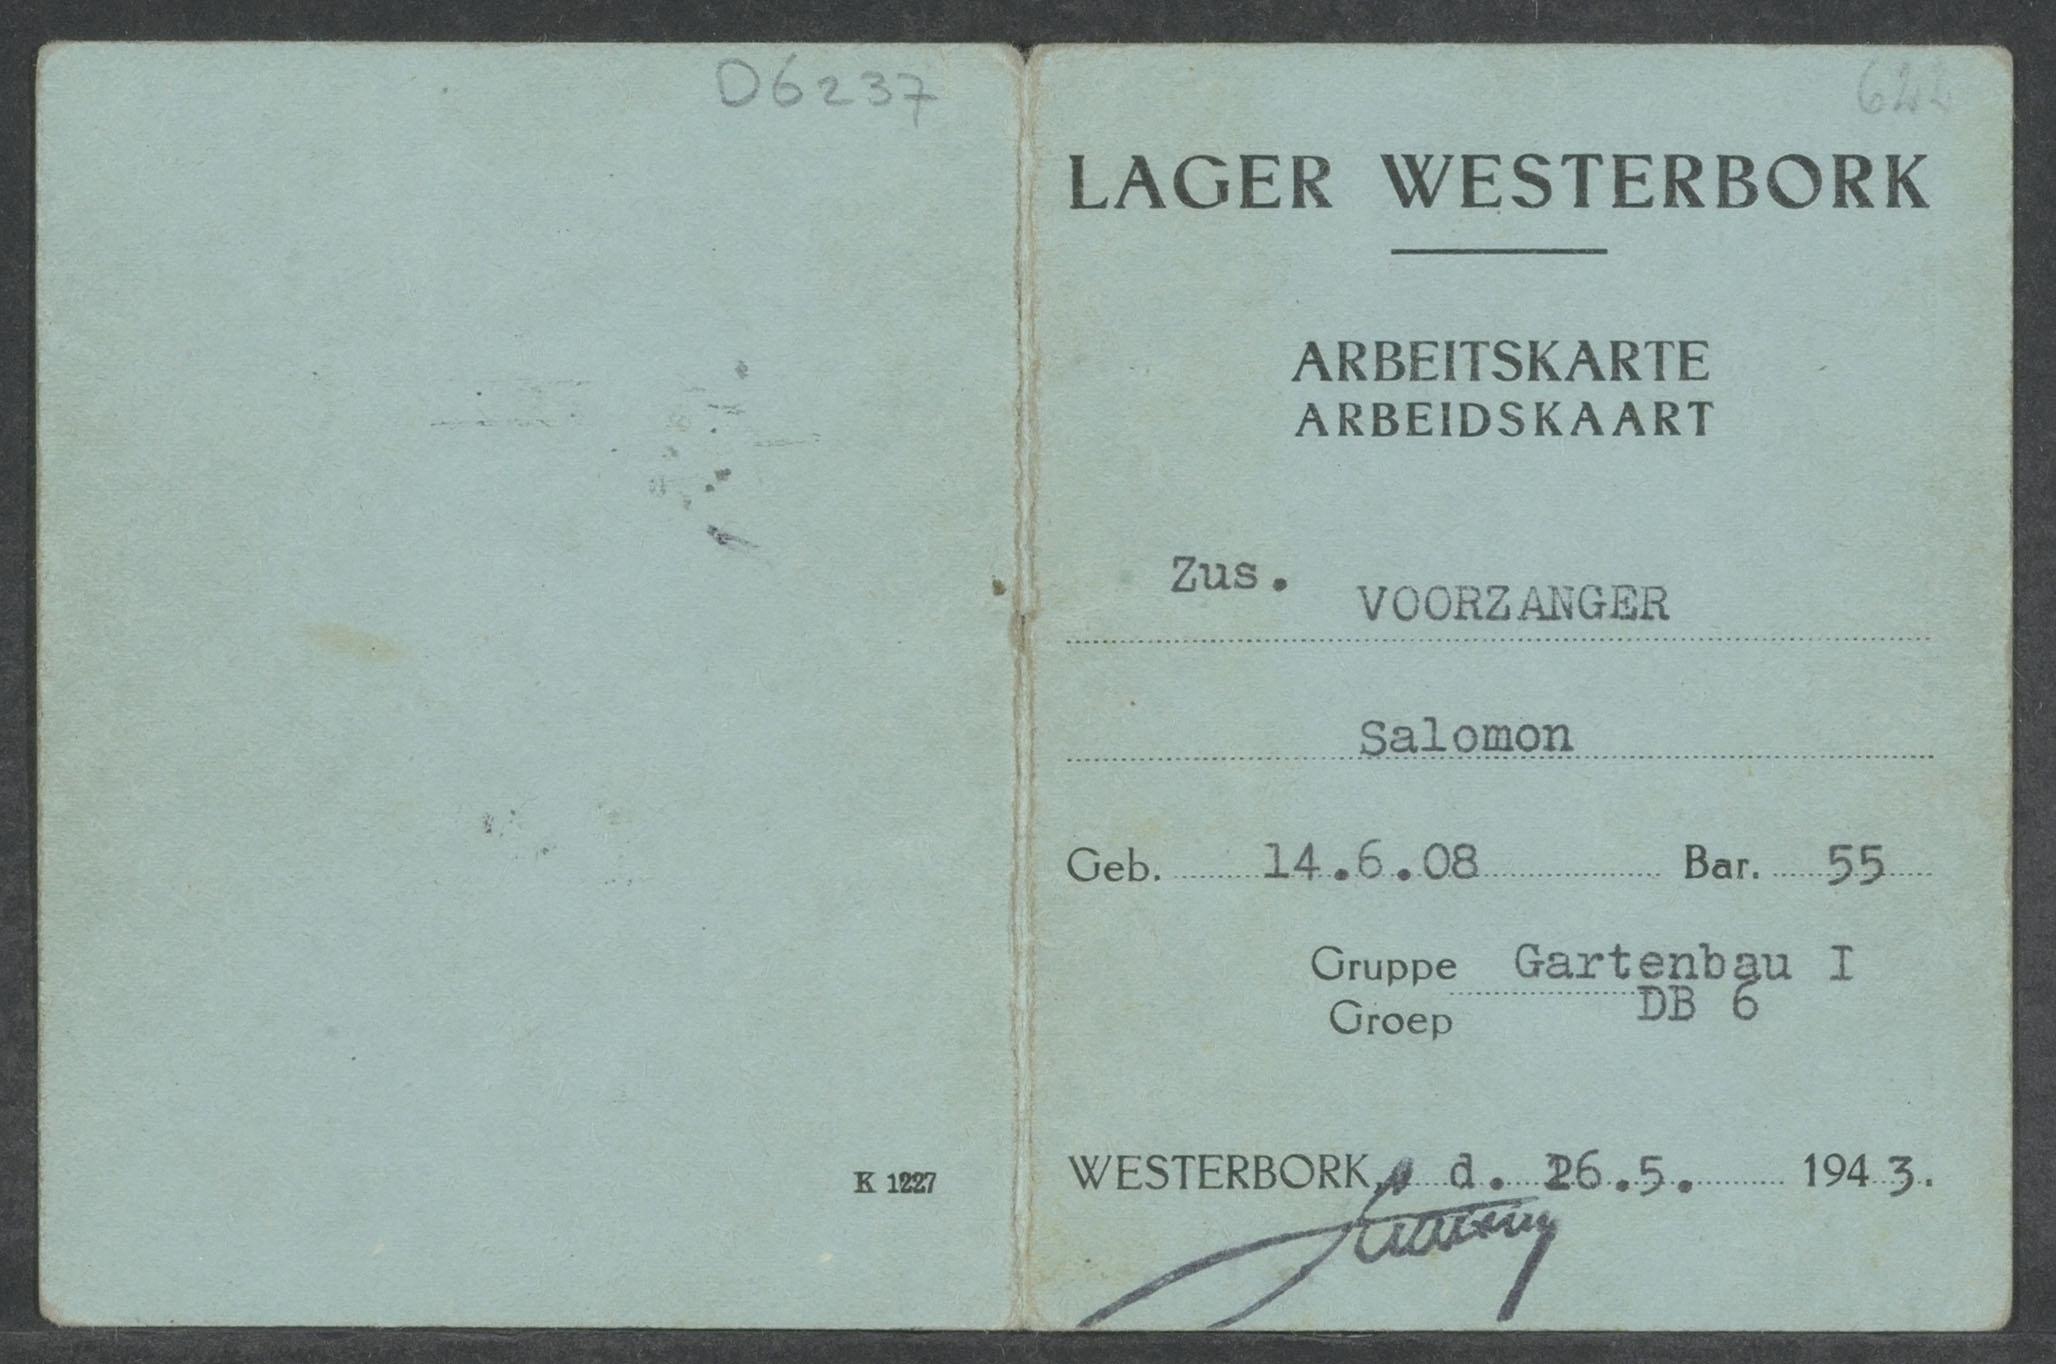 D6237
K 1227
LAGER WESTERBORK
ARBEITSKARTE
ARBEIDSKAART
Zus. VOORZANGER
Salomon
Geb. 14.6.08 Bar. 55
Gruppe Gartenbau I
Groep DB 6
WESTERBORK, d. 26.5. 1943.